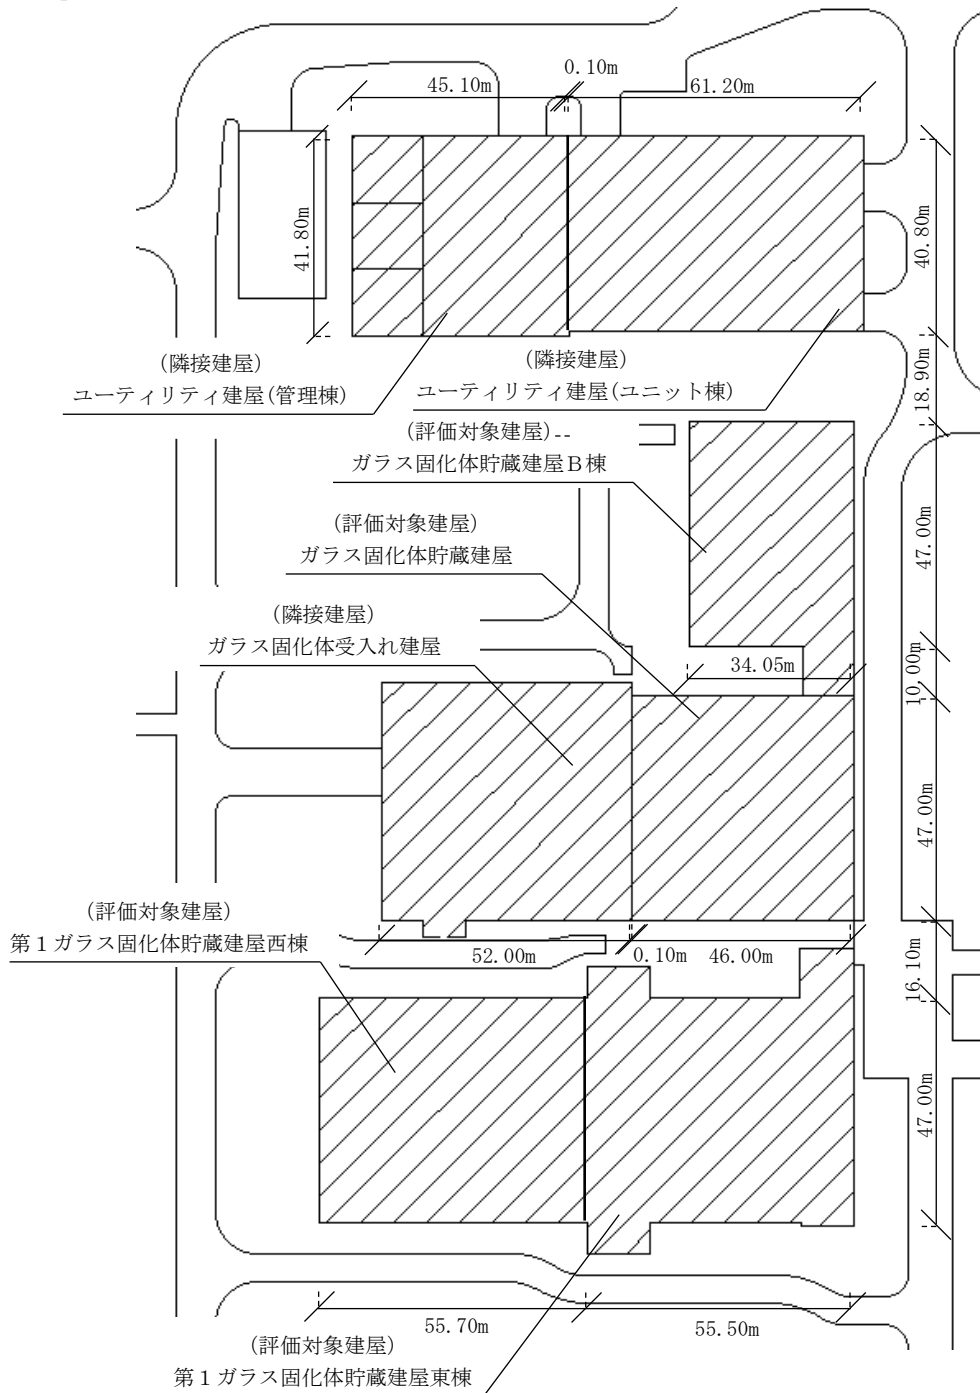 45.10m
0.10m
61.20m
41.80m
40.80m
(隣接建屋)
ユーティリティ建屋(管理棟)
(隣接建屋)
ユーティリティ建屋(ユニット棟)
18.90m
(評価対象建屋)--
ガラス固化体貯蔵建屋B棟
(評価対象建屋)
ガラス固化体貯蔵建屋
47.00m
(隣接建屋)
ガラス固化体受入れ建屋
34.05m
10.00m
47.00m
(評価対象建屋)
第1ガラス固化体貯蔵建屋西棟
52.00m
0.10m
46.00m
16.10m
47.00m
55.70m
55.50m
(評価対象建屋)
第1ガラス固化体貯蔵建屋東棟